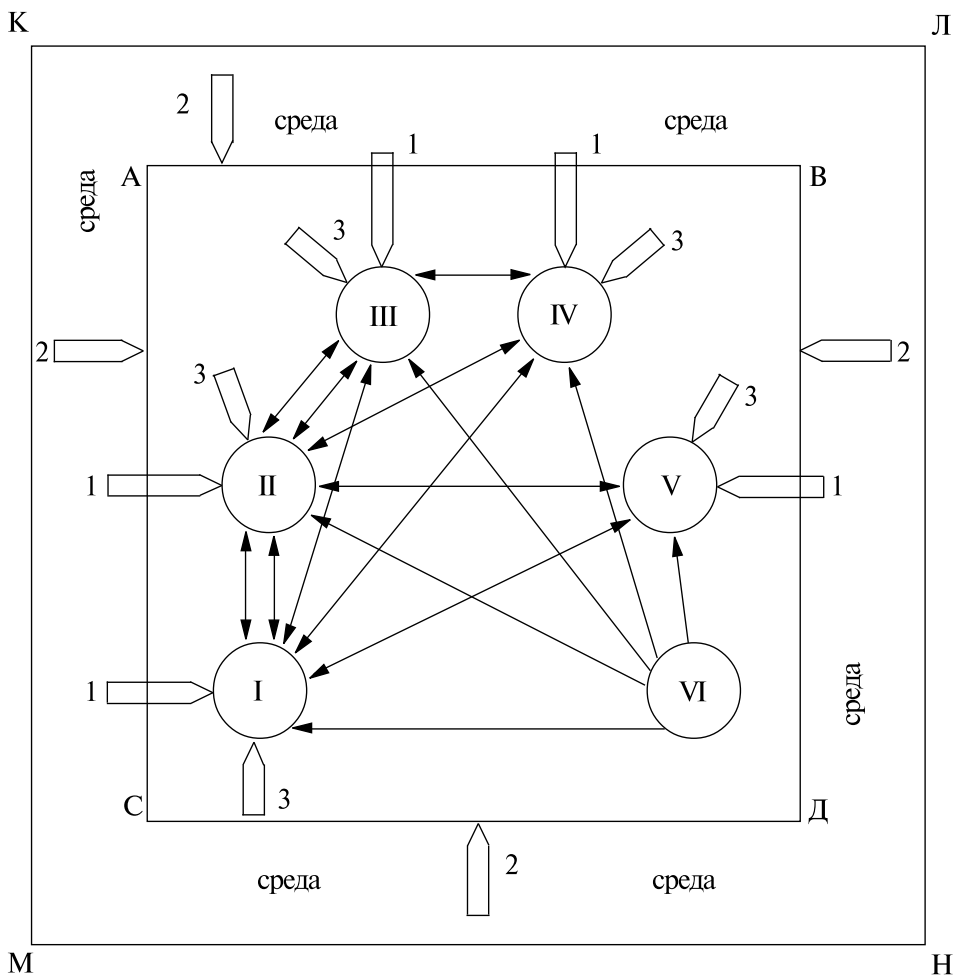 К Л
2 среда среда
1 1
среда
А В
3 3
III IV
2 2
3 3
1 II V 1
1 I VI
среда
С 3 Д
2
среда среда
М Н